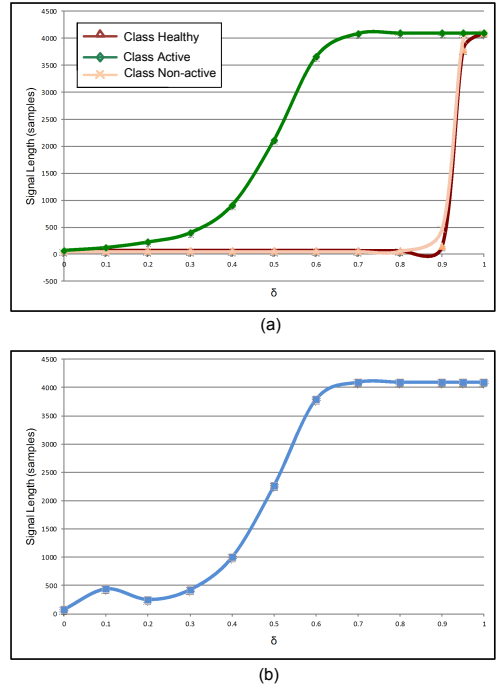 4500
4000
3500
3000
2500
2000
1500
1000
500
0
-500
Signal Length (samples)
Class Healthy
Class Active
Class Non-active
0 0.1 0.2 0.3 0.4 0.5 0.6 0.7 0.8 0.9 1
δ
(a)
4500
4000
3500
3000
2500
2000
1500
1000
500
0
Signal Length (samples)
0 0.1 0.2 0.3 0.4 0.5 0.6 0.7 0.8 0.9 1
δ
(b)